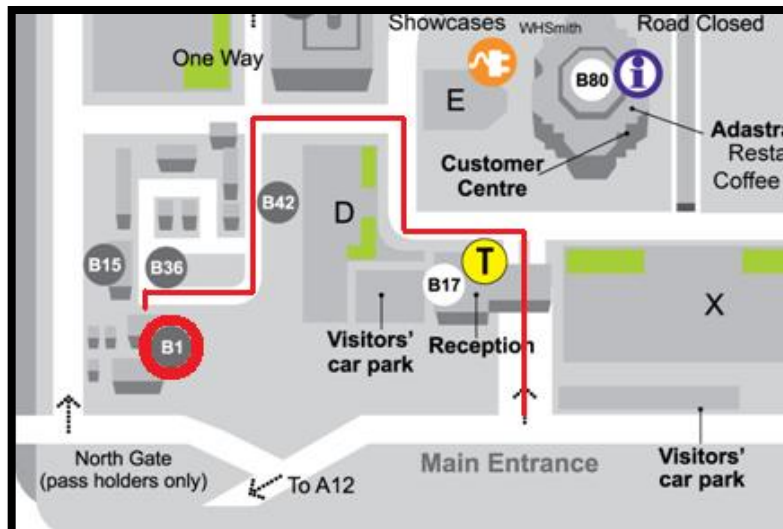 Showcases
WHSmith
Road Closed
One Way
B80
i
E
Adastra
Resta
Coffee
Customer
Centre
B42
D
T
B15
B36
B17
X
Visitors'
car park
Reception
B1
North Gate
(pass holders only)
To A12
Main Entrance
Visitors'
car park